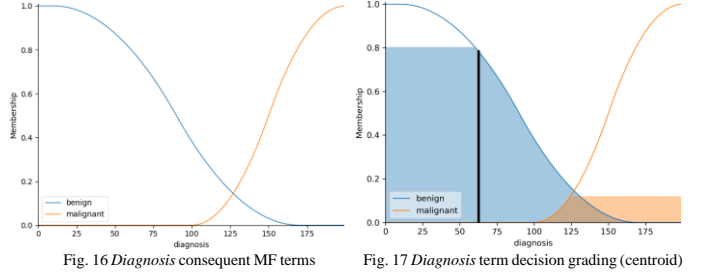 1.0
0.8
0.6
0.4
0.2
0.0
Membership
benign
malignant
0 25 50 75 100 125 150 175
diagnosis
Fig. 16 Diagnosis consequent MF terms
1.0
0.8
0.6
0.4
0.2
0.0
Membership
benign
malignant
0 25 50 75 100 125 150 175
diagnosis
Fig. 17 Diagnosis term decision grading (centroid)